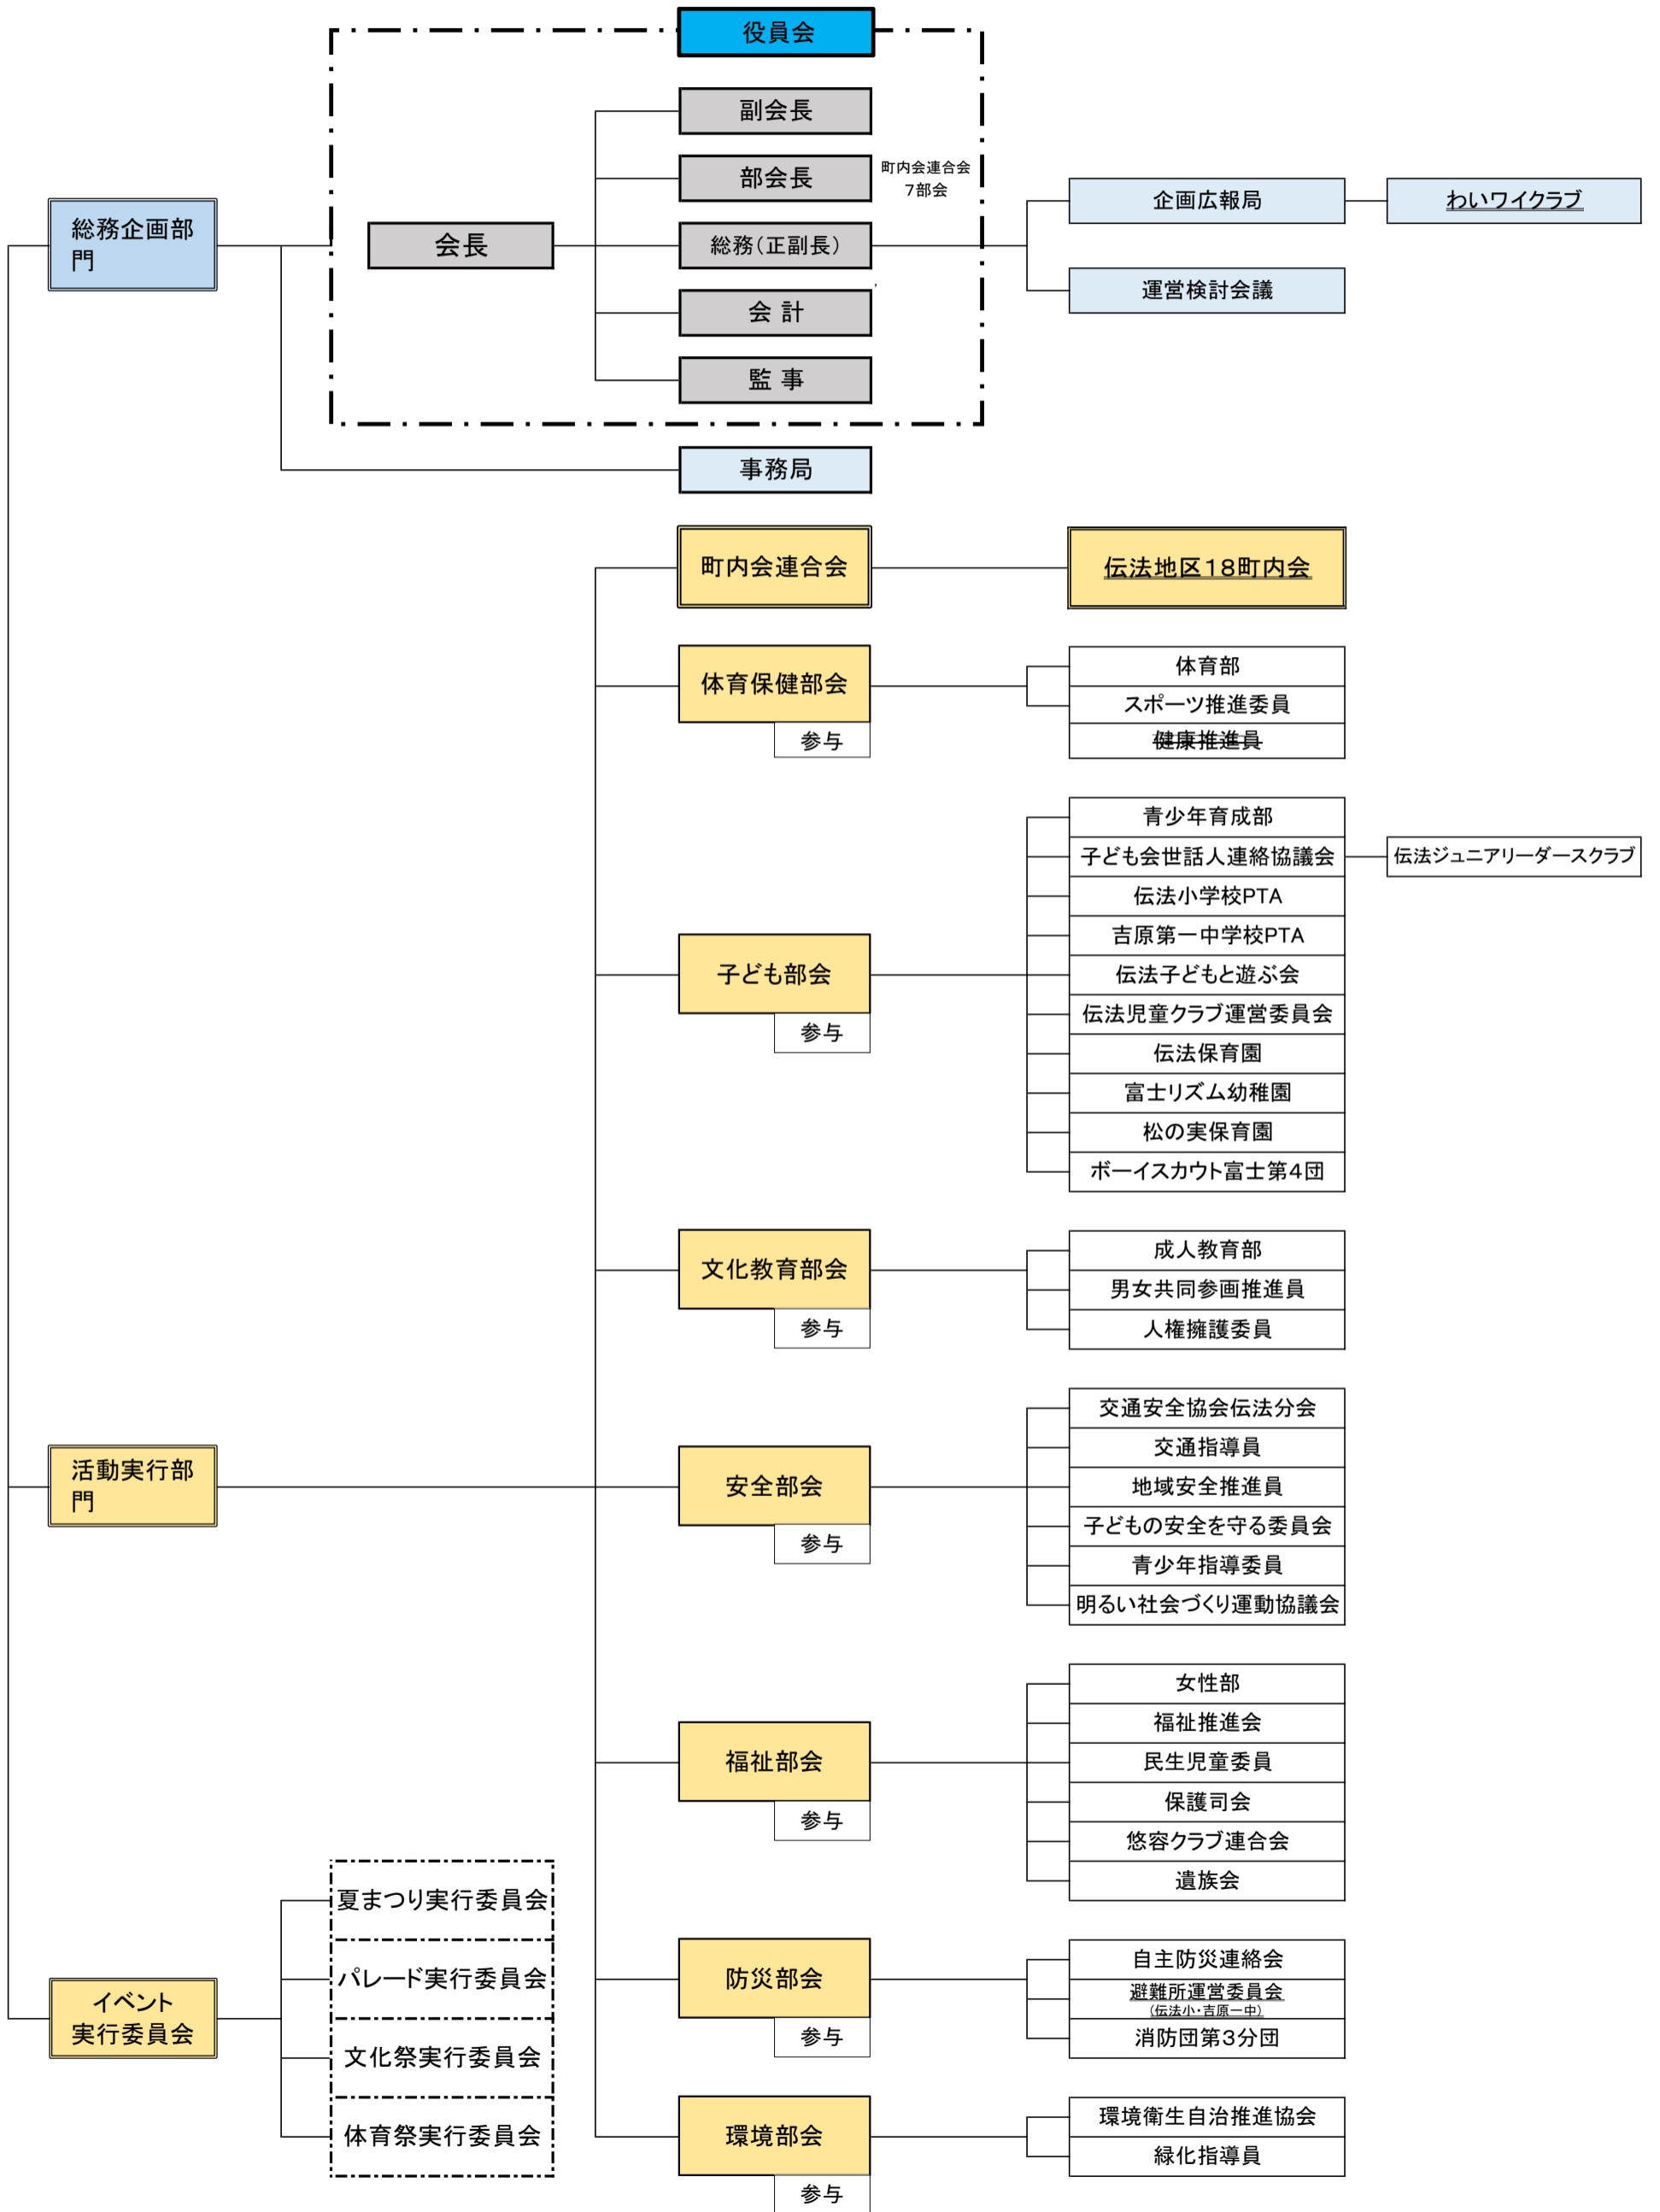 役員会
副会長
部会長
町内会連合会
7部会
総務企画部
門
会長
総務(正副長)
会 計
監 事
企画広報局
わいワイクラブ
運営検討会議
事務局
町内会連合会
伝法地区18町内会
体育保健部会
参与
体育部
スポーツ推進委員
健康推進員
子ども部会
参与
青少年育成部
子ども会世話人連絡協議会
伝法ジュニアリーダースクラブ
伝法小学校PTA
吉原第一中学校PTA
伝法子どもと遊ぶ会
伝法児童クラブ運営委員会
伝法保育園
富士リズム幼稚園
松の実保育園
ボーイスカウト富士第4団
文化教育部会
参与
成人教育部
男女共同参画推進員
人権擁護委員
活動実行部
門
安全部会
参与
交通安全協会伝法分会
交通指導員
地域安全推進員
子どもの安全を守る委員会
青少年指導委員
明るい社会づくり運動協議会
福祉部会
参与
女性部
福祉推進会
民生児童委員
保護司会
悠容クラブ連合会
遺族会
イベント
実行委員会
夏まつり実行委員会
パレード実行委員会
文化祭実行委員会
体育祭実行委員会
防災部会
参与
自主防災連絡会
避難所運営委員会
(伝法小・吉原一中)
消防団第3分団
環境部会
参与
環境衛生自治推進協会
緑化指導員